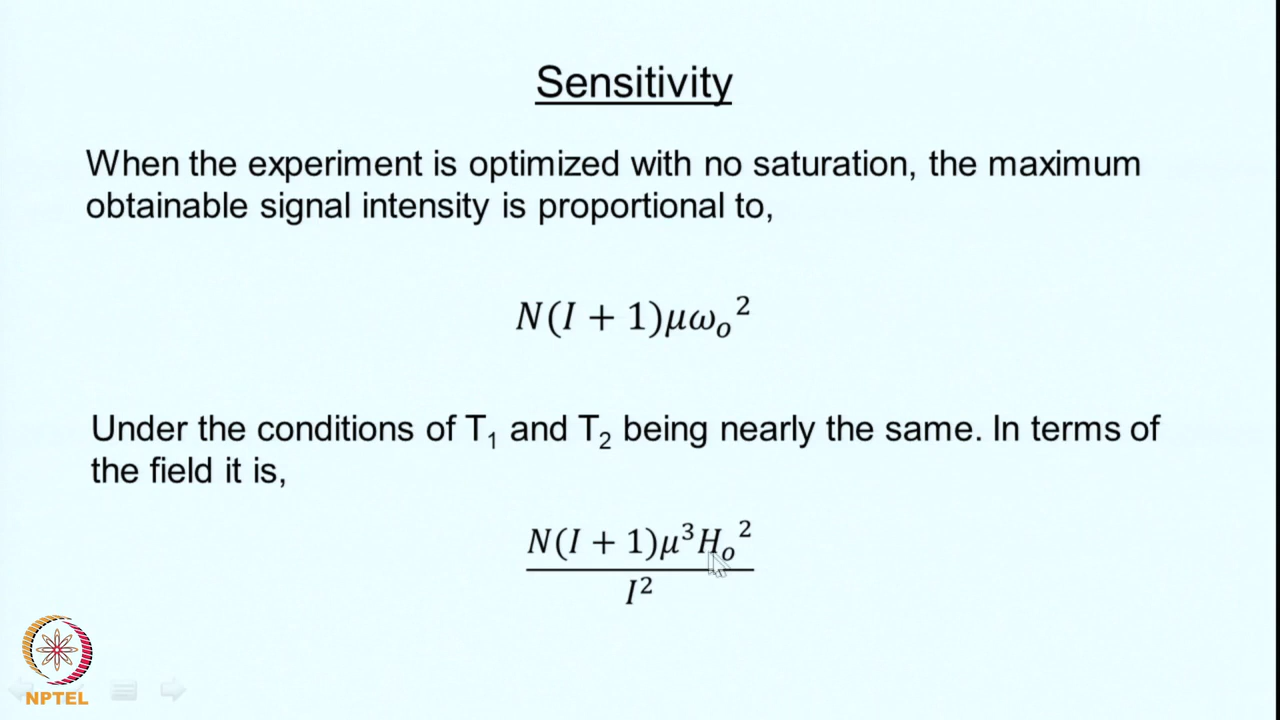 Sensitivity
When the experiment is optimized with no saturation, the maximum
obtainable signal intensity is proportional to,
N(I + 1)μω₀²
Under the conditions of T₁ and T₂ being nearly the same. In terms of
the field it is,
N(I + 1)μ³H₀²
I²
NPTEL